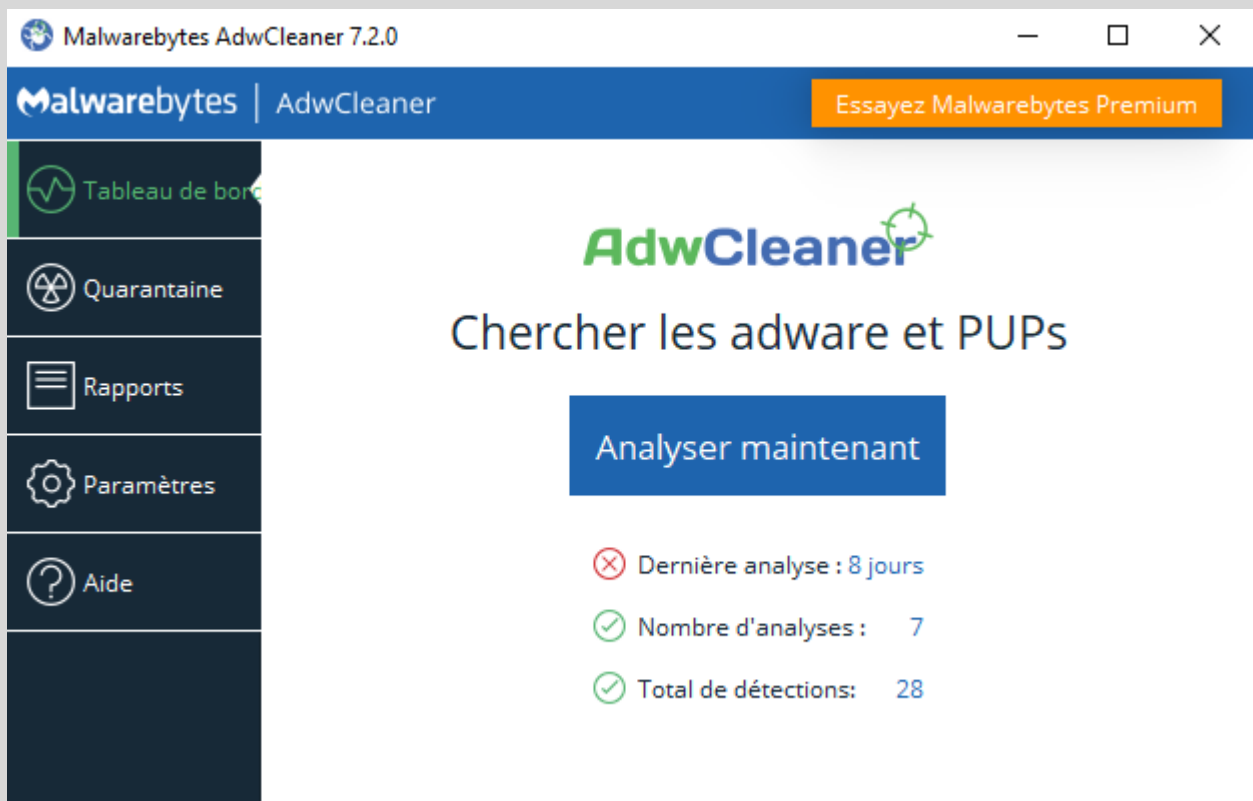 Malwarebytes AdwCleaner 7.2.0
Malwarebytes | AdwCleaner
Essayez Malwarebytes Premium
Tableau de bord
Quarantaine
Rapports
Paramètres
Aide
AdwCleaner
Chercher les adware et PUPs
Analyser maintenant
Dernière analyse : 8 jours
Nombre d'analyses : 7
Total de détections: 28